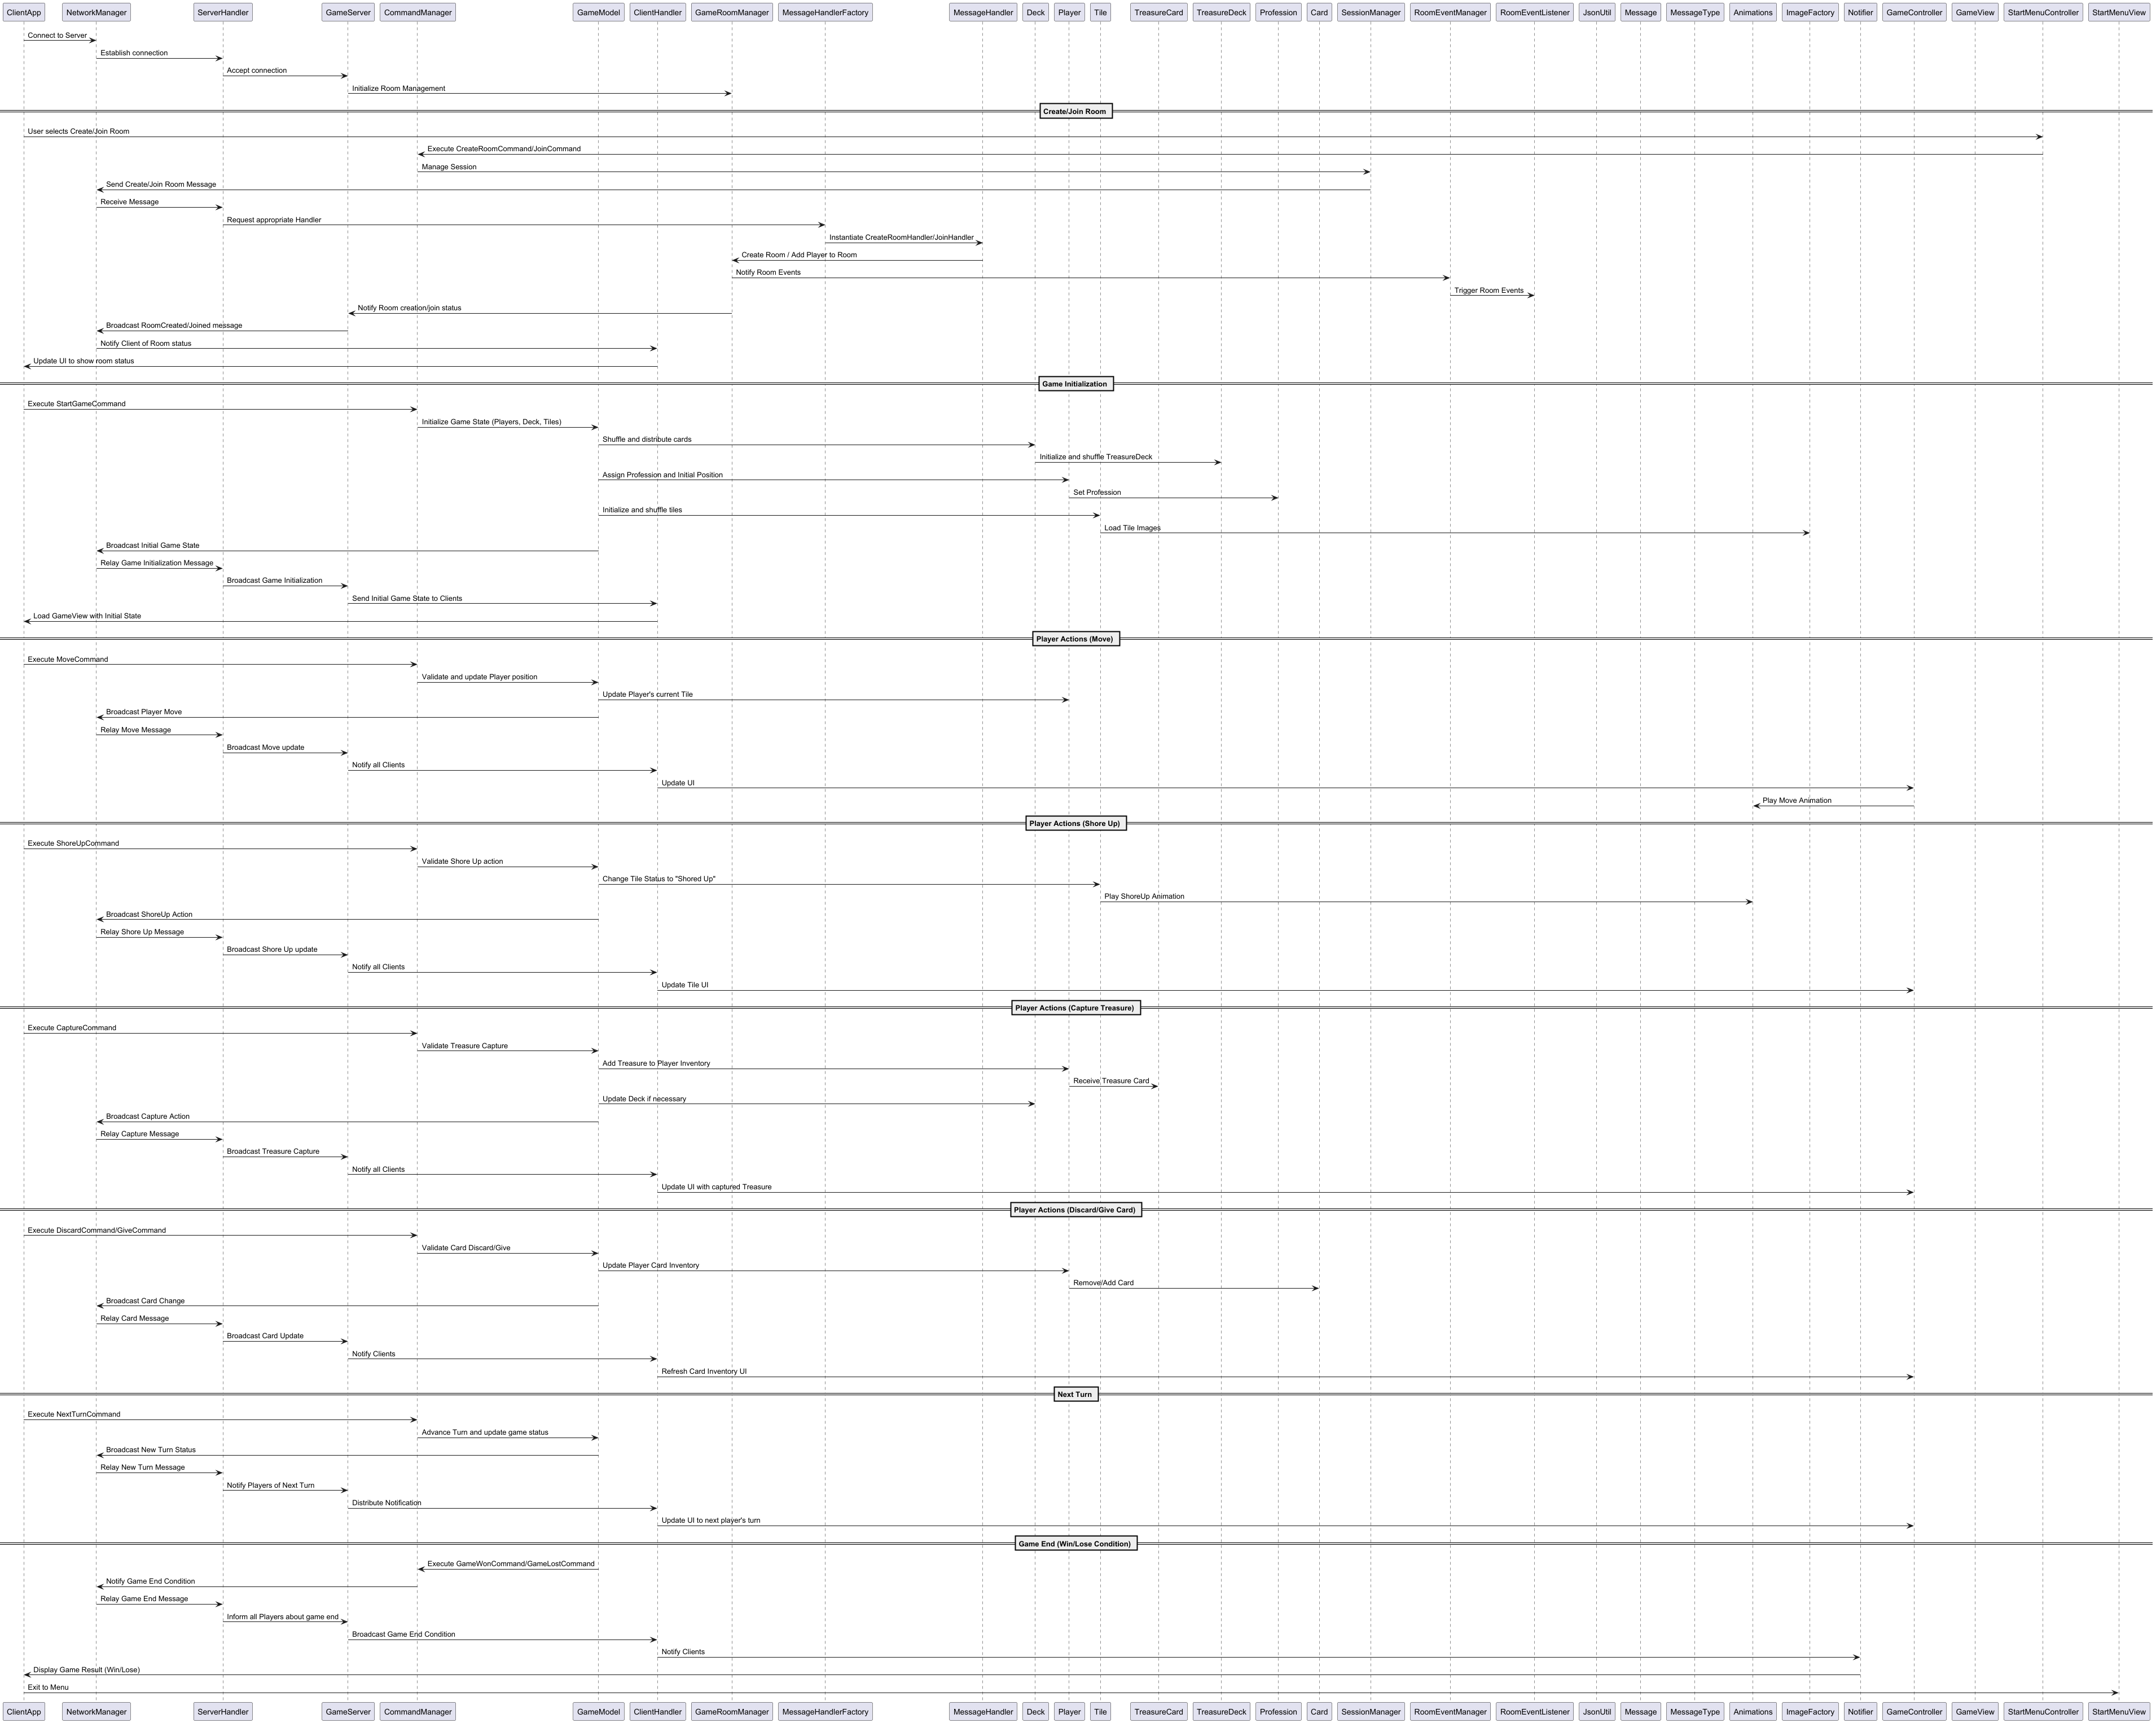 ClientApp NetworkManager ServerHandler GameServer CommandManager GameModel ClientHandler GameRoomManager MessageHandlerFactory MessageHandler Deck Player Tile TreasureCard TreasureDeck Profession Card SessionManager RoomEventManager RoomEventListener JsonUtil Message MessageType Animations ImageFactory Notifier GameController GameView StartMenuController StartMenuView
Connect to Server
Establish connection
Accept connection
Initialize Room Management
Create/Join Room
User selects Create/Join Room
Execute CreateRoomCommand/JoinCommand
Manage Session
Send Create/Join Room Message
Receive Message
Request appropriate Handler
Instantiate CreateRoomHandler/JoinHandler
Create Room / Add Player to Room
Notify Room Events
Trigger Room Events
Notify Room creation/join status
Broadcast RoomCreated/Joined message
Notify Client of Room status
Update UI to show room status
Game Initialization
Execute StartGameCommand
Initialize Game State (Players, Deck, Tiles)
Shuffle and distribute cards
Initialize and shuffle TreasureDeck
Assign Profession and Initial Position
Set Profession
Initialize and shuffle tiles
Load Tile Images
Broadcast Initial Game State
Relay Game Initialization Message
Broadcast Game Initialization
Send Initial Game State to Clients
Load GameView with Initial State
Player Actions (Move)
Execute MoveCommand
Validate and update Player position
Update Player's current Tile
Broadcast Player Move
Relay Move Message
Broadcast Move update
Notify all Clients
Update UI
Play Move Animation
Player Actions (Shore Up)
Execute ShoreUpCommand
Validate Shore Up action
Change Tile Status to "Shored Up"
Play ShoreUp Animation
Broadcast ShoreUp Action
Relay Shore Up Message
Broadcast Shore Up update
Notify all Clients
Update Tile UI
Player Actions (Capture Treasure)
Execute CaptureCommand
Validate Treasure Capture
Add Treasure to Player Inventory
Receive Treasure Card
Update Deck if necessary
Broadcast Capture Action
Relay Capture Message
Broadcast Treasure Capture
Notify all Clients
Update UI with captured Treasure
Player Actions (Discard/Give Card)
Execute DiscardCommand/GiveCommand
Validate Card Discard/Give
Update Player Card Inventory
Remove/Add Card
Broadcast Card Change
Relay Card Message
Broadcast Card Update
Notify Clients
Refresh Card Inventory UI
Next Turn
Execute NextTurnCommand
Advance Turn and update game status
Broadcast New Turn Status
Relay New Turn Message
Notify Players of Next Turn
Distribute Notification
Update UI to next player's turn
Game End (Win/Lose Condition)
Execute GameWonCommand/GameLostCommand
Notify Game End Condition
Relay Game End Message
Inform all Players about game end
Broadcast Game End Condition
Notify Clients
Display Game Result (Win/Lose)
Exit to Menu
ClientApp NetworkManager ServerHandler GameServer CommandManager GameModel ClientHandler GameRoomManager MessageHandlerFactory MessageHandler Deck Player Tile TreasureCard TreasureDeck Profession Card SessionManager RoomEventManager RoomEventListener JsonUtil Message MessageType Animations ImageFactory Notifier GameController GameView StartMenuController StartMenuView